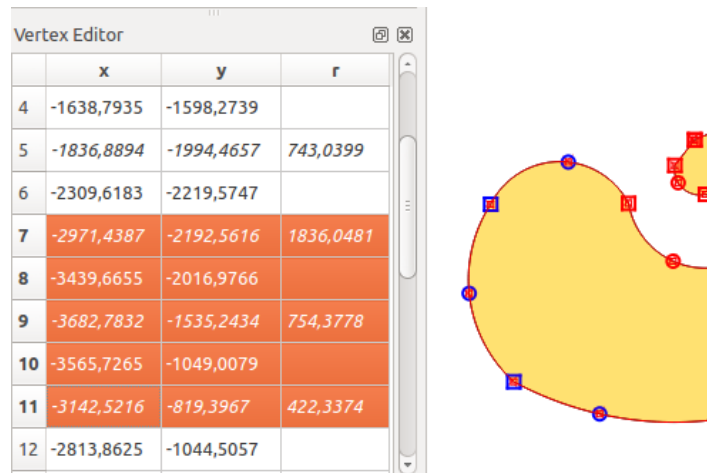 Vertex Editor
x y r
4 -1638,7935 -1598,2739
5 -1836,8894 -1994,4657 743,0399
6 -2309,6183 -2219,5747
7 -2971,4387 -2192,5616 1836,0481
8 -3439,6655 -2016,9766
9 -3682,7832 -1535,2434 754,3778
10 -3565,7265 -1049,0079
11 -3142,5216 -819,3967 422,3374
12 -2813,8625 -1044,5057